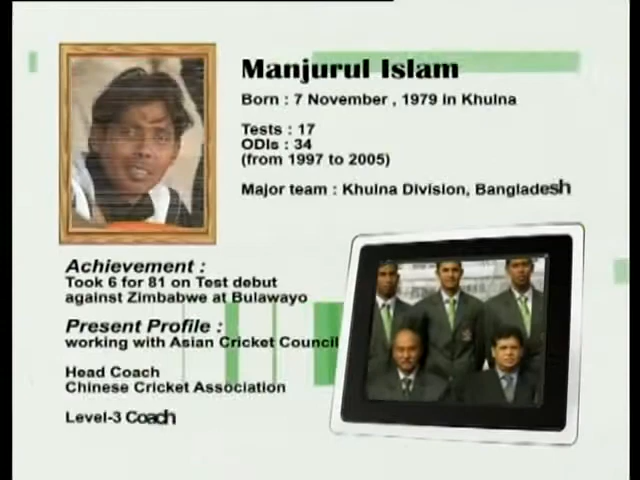 Manjurul Islam
Born : 7 November , 1979 in Khulna
Tests : 17
ODIs : 34
(from 1997 to 2005)
Major team : Khulna Division, Bangladesh
Achievement :
Took 6 for 81 on Test debut
against Zimbabwe at Bulawayo
Present Profile :
working with Asian Cricket Council
Head Coach
Chinese Cricket Association
Level-3 Coach